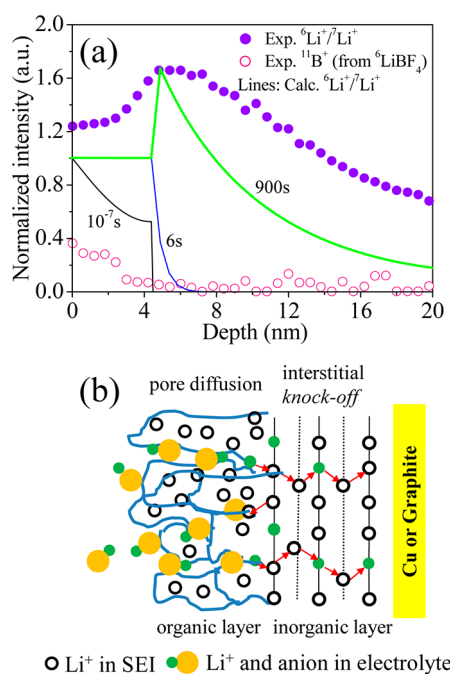 (a)
Exp. ⁶Li⁺/⁷Li⁺
Exp. ¹¹B⁺ (from ⁶LiBF₄)
Lines: Calc. ⁶Li⁺/⁷Li⁺
Normalized intensity (a.u.)
2.0
1.6
1.2
0.8
0.4
0.0
900s
10⁻⁷s
6s
0 4 8 12 16 20
Depth (nm)
(b)
pore diffusion
interstitial
knock-off
Cu or Graphite
organic layer
inorganic layer
Li⁺ in SEI
Li⁺ and anion in electrolyte